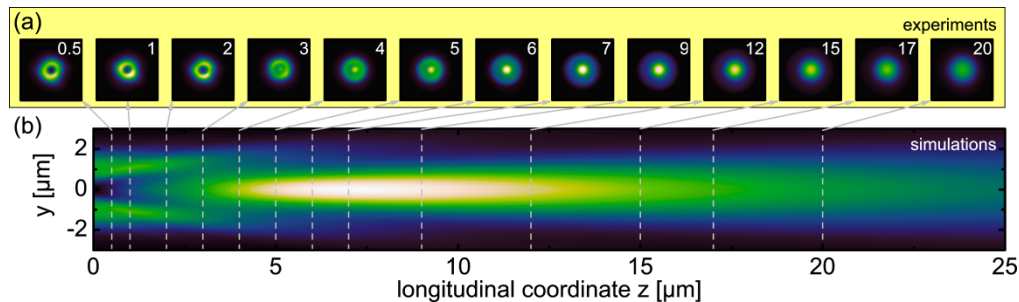 (a)
experiments
0.5 1 2 3 4 5 6 7 9 12 15 17 20
(b)
simulations
2
0
-2
y [µm]
0 5 10 15 20 25
longitudinal coordinate z [µm]